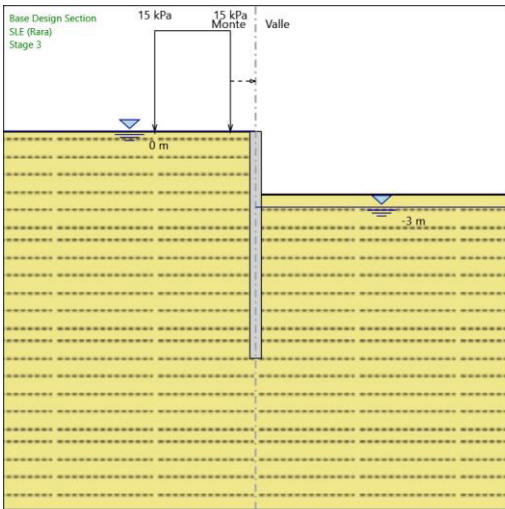 Base Design Section
SLE (Rara)
Stage 3
15 kPa
15 kPa
Monte
Valle
0 m
-3 m